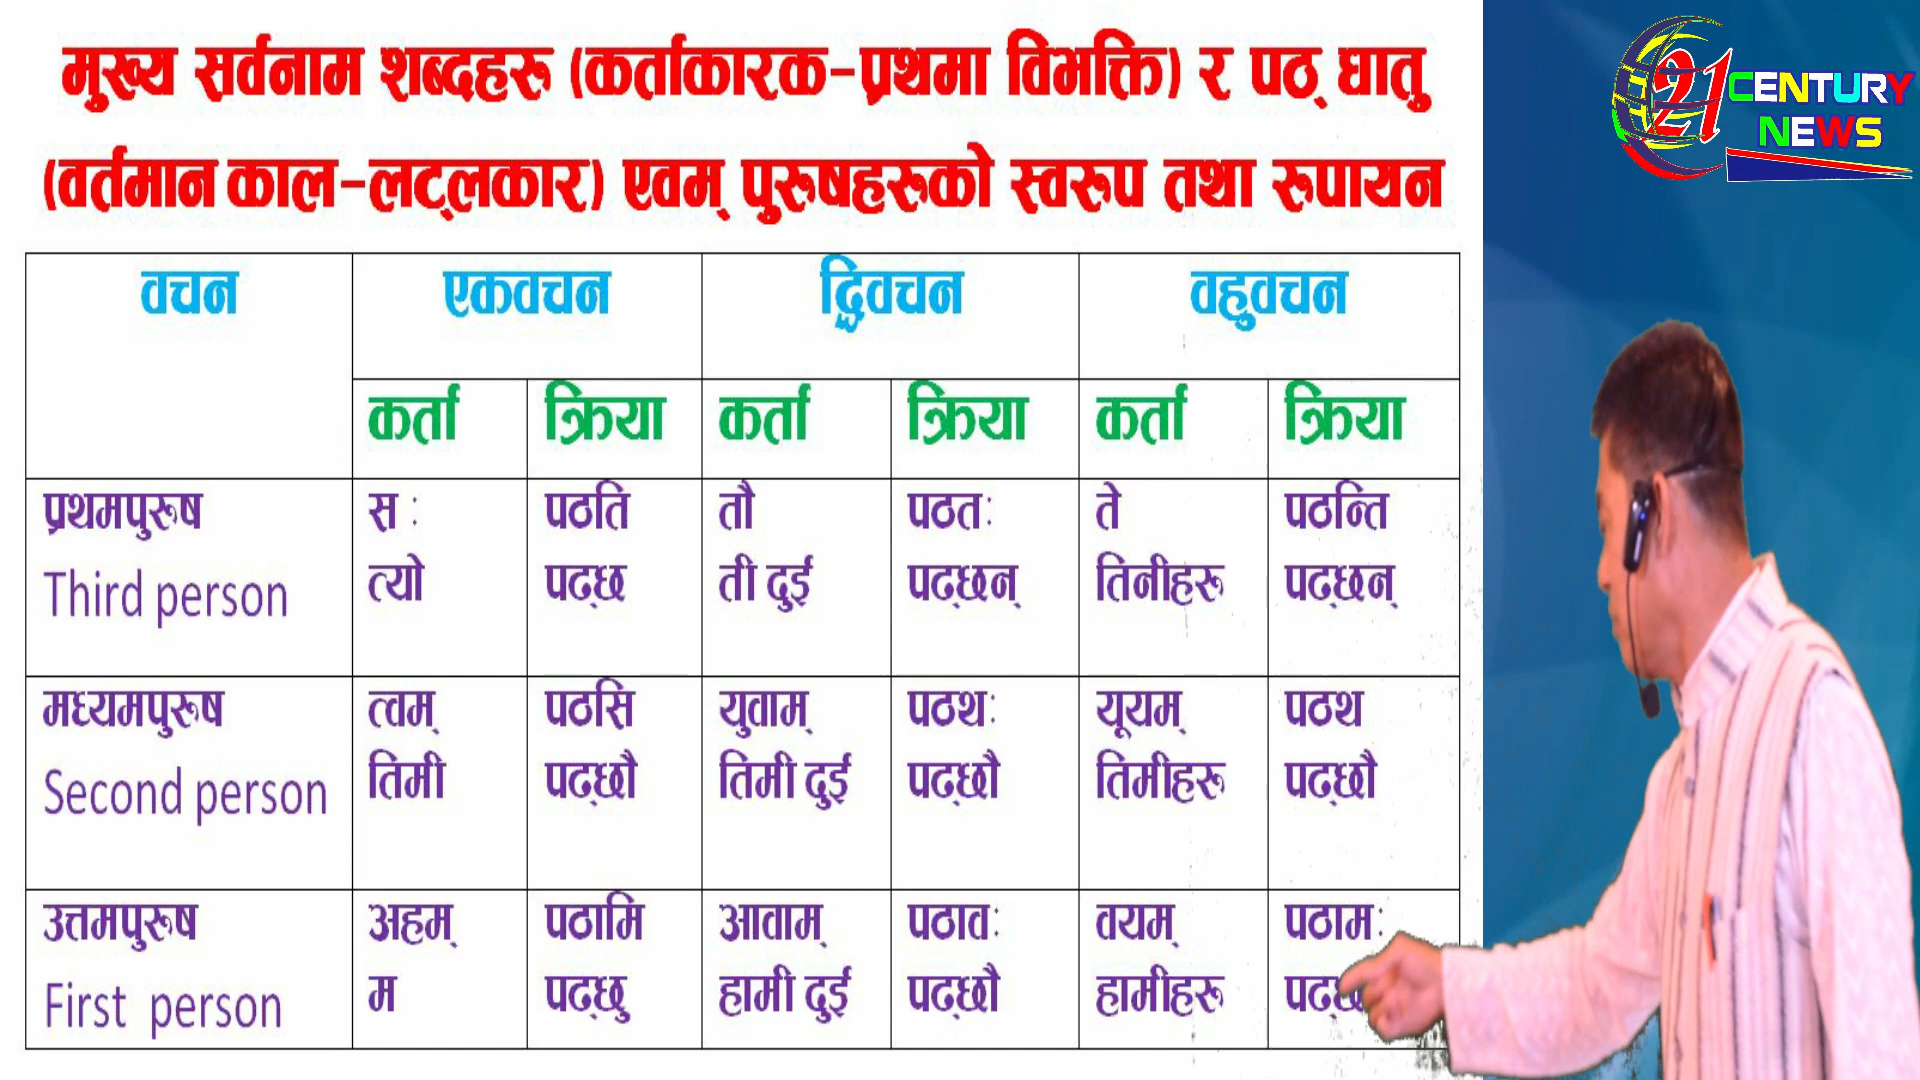 मुख्य सर्वनाम शब्दहरु (कर्ताकारक-प्रथमा विभक्ति) र पठ् धातु
(वर्तमान काल-लट्लकार) एवम् पुरुषहरुको स्वरुप तथा रुपायन
21 CENTURY
NEWS
वचन एकवचन द्विवचन वहुवचन
कर्ता क्रिया कर्ता क्रिया कर्ता क्रिया
प्रथमपुरूष स: पठति तौ पठत: ते पठन्ति
Third person त्यो पढ्छ ती दुई पढ्छन् तिनीहरू पढ्छन्
मध्यमपुरूष त्वम् पठसि युवाम् पठथ: यूयम् पठथ
Second person तिमी पढ्छौ तिमी दुई पढ्छौ तिमीहरू पढ्छौ
उत्तमपुरूष अहम् पठामि आवाम् पठाव: वयम् पठाम:
First person म पढ्छु हामी दुई पढ्छौ हामीहरू